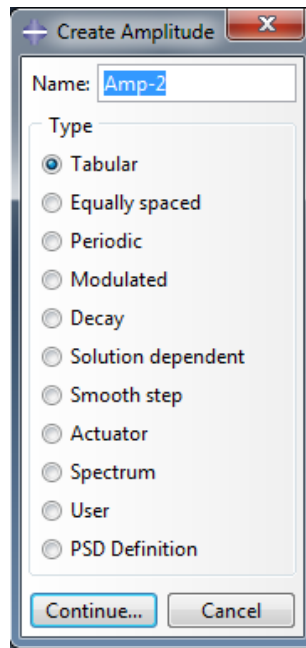 Create Amplitude
Name: Amp-2
Type
Tabular
Equally spaced
Periodic
Modulated
Decay
Solution dependent
Smooth step
Actuator
Spectrum
User
PSD Definition
Continue... Cancel